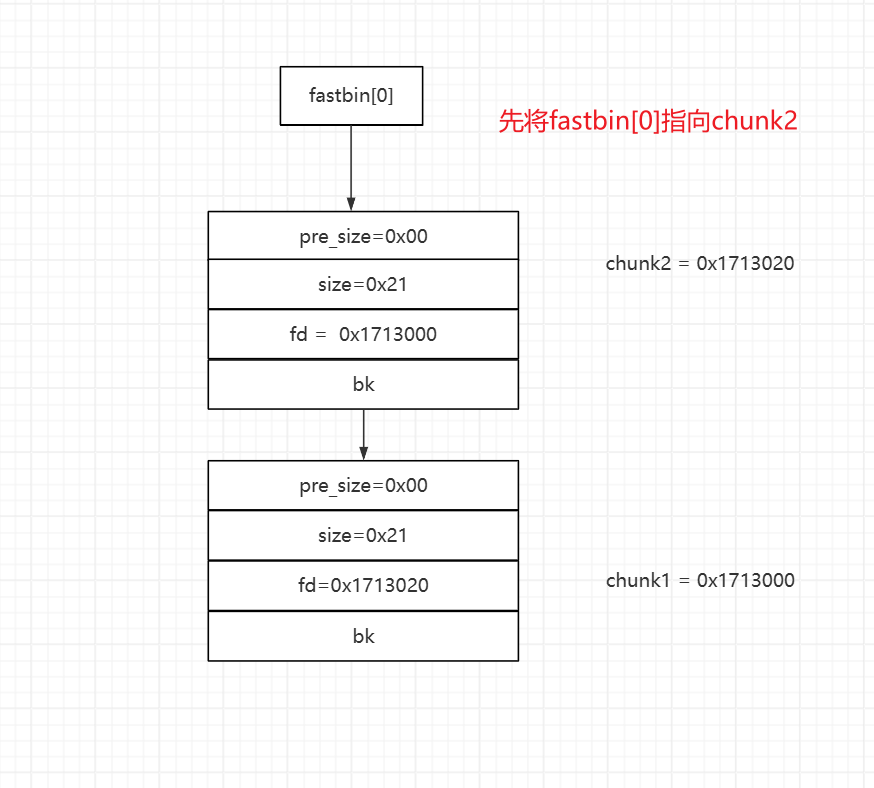 fastbin[0]
先将fastbin[0]指向chunk2
pre_size=0x00
chunk2 = 0x1713020
size=0x21
fd =  0x1713000
bk
pre_size=0x00
size=0x21
fd=0x1713020
chunk1 = 0x1713000
bk